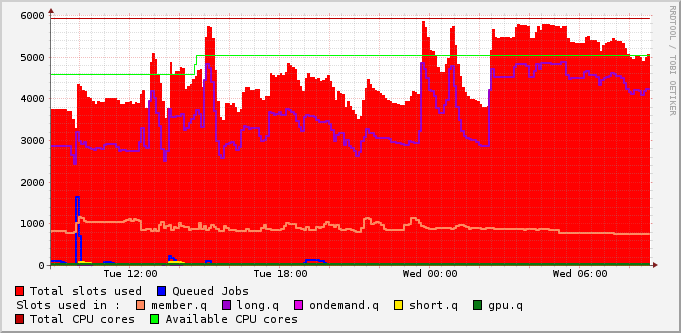 6000
5000
4000
3000
2000
1000
0
Tue 12:00 Tue 18:00 Wed 00:00 Wed 06:00
RRDTOOL / TOBI OETIKER
Total slots used Queued Jobs
Slots used in : member.q long.q ondemand.q short.q gpu.q
Total CPU cores Available CPU cores